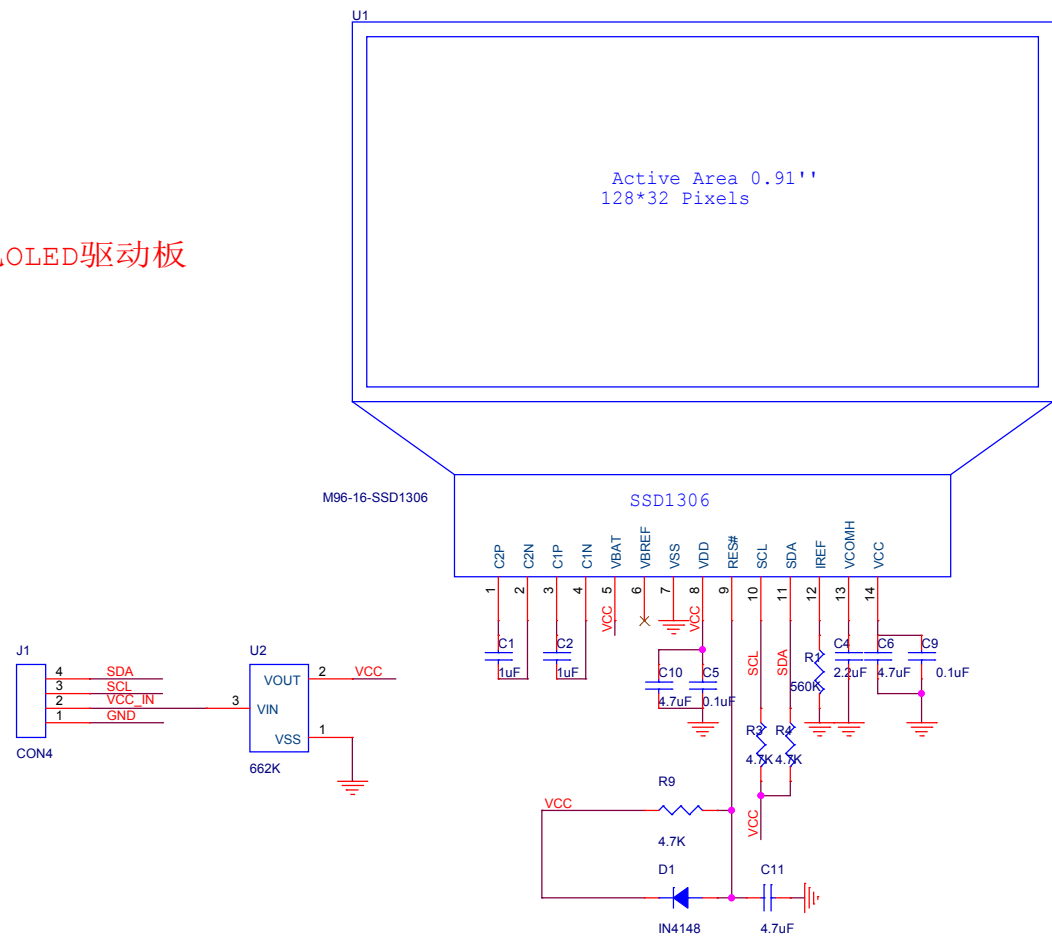 U1
Active Area 0.91''
128*32 Pixels
OLED驱动板
M96-16-SSD1306
SSD1306
C2P
C2N
C1P
C1N
VBAT
VBREF
VSS
VDD
RES#
SCL
SDA
IREF
VCOMH
VCC
1
2
3
4
5
6
7
8
9
10
11
12
13
14
VCC
VCC
SCL
SDA
C1
1uF
C2
1uF
C10
4.7uF
C5
0.1uF
R1
560K
C4
2.2uF
C6
4.7uF
C9
0.1uF
R3
4.7K
R4
4.7K
VCC
J1
4 SDA
3 SCL
2 VCC_IN
1 GND
CON4
U2
VOUT 2 VCC
3 VIN
VSS 1
662K
VCC
R9
4.7K
D1
IN4148
C11
4.7uF